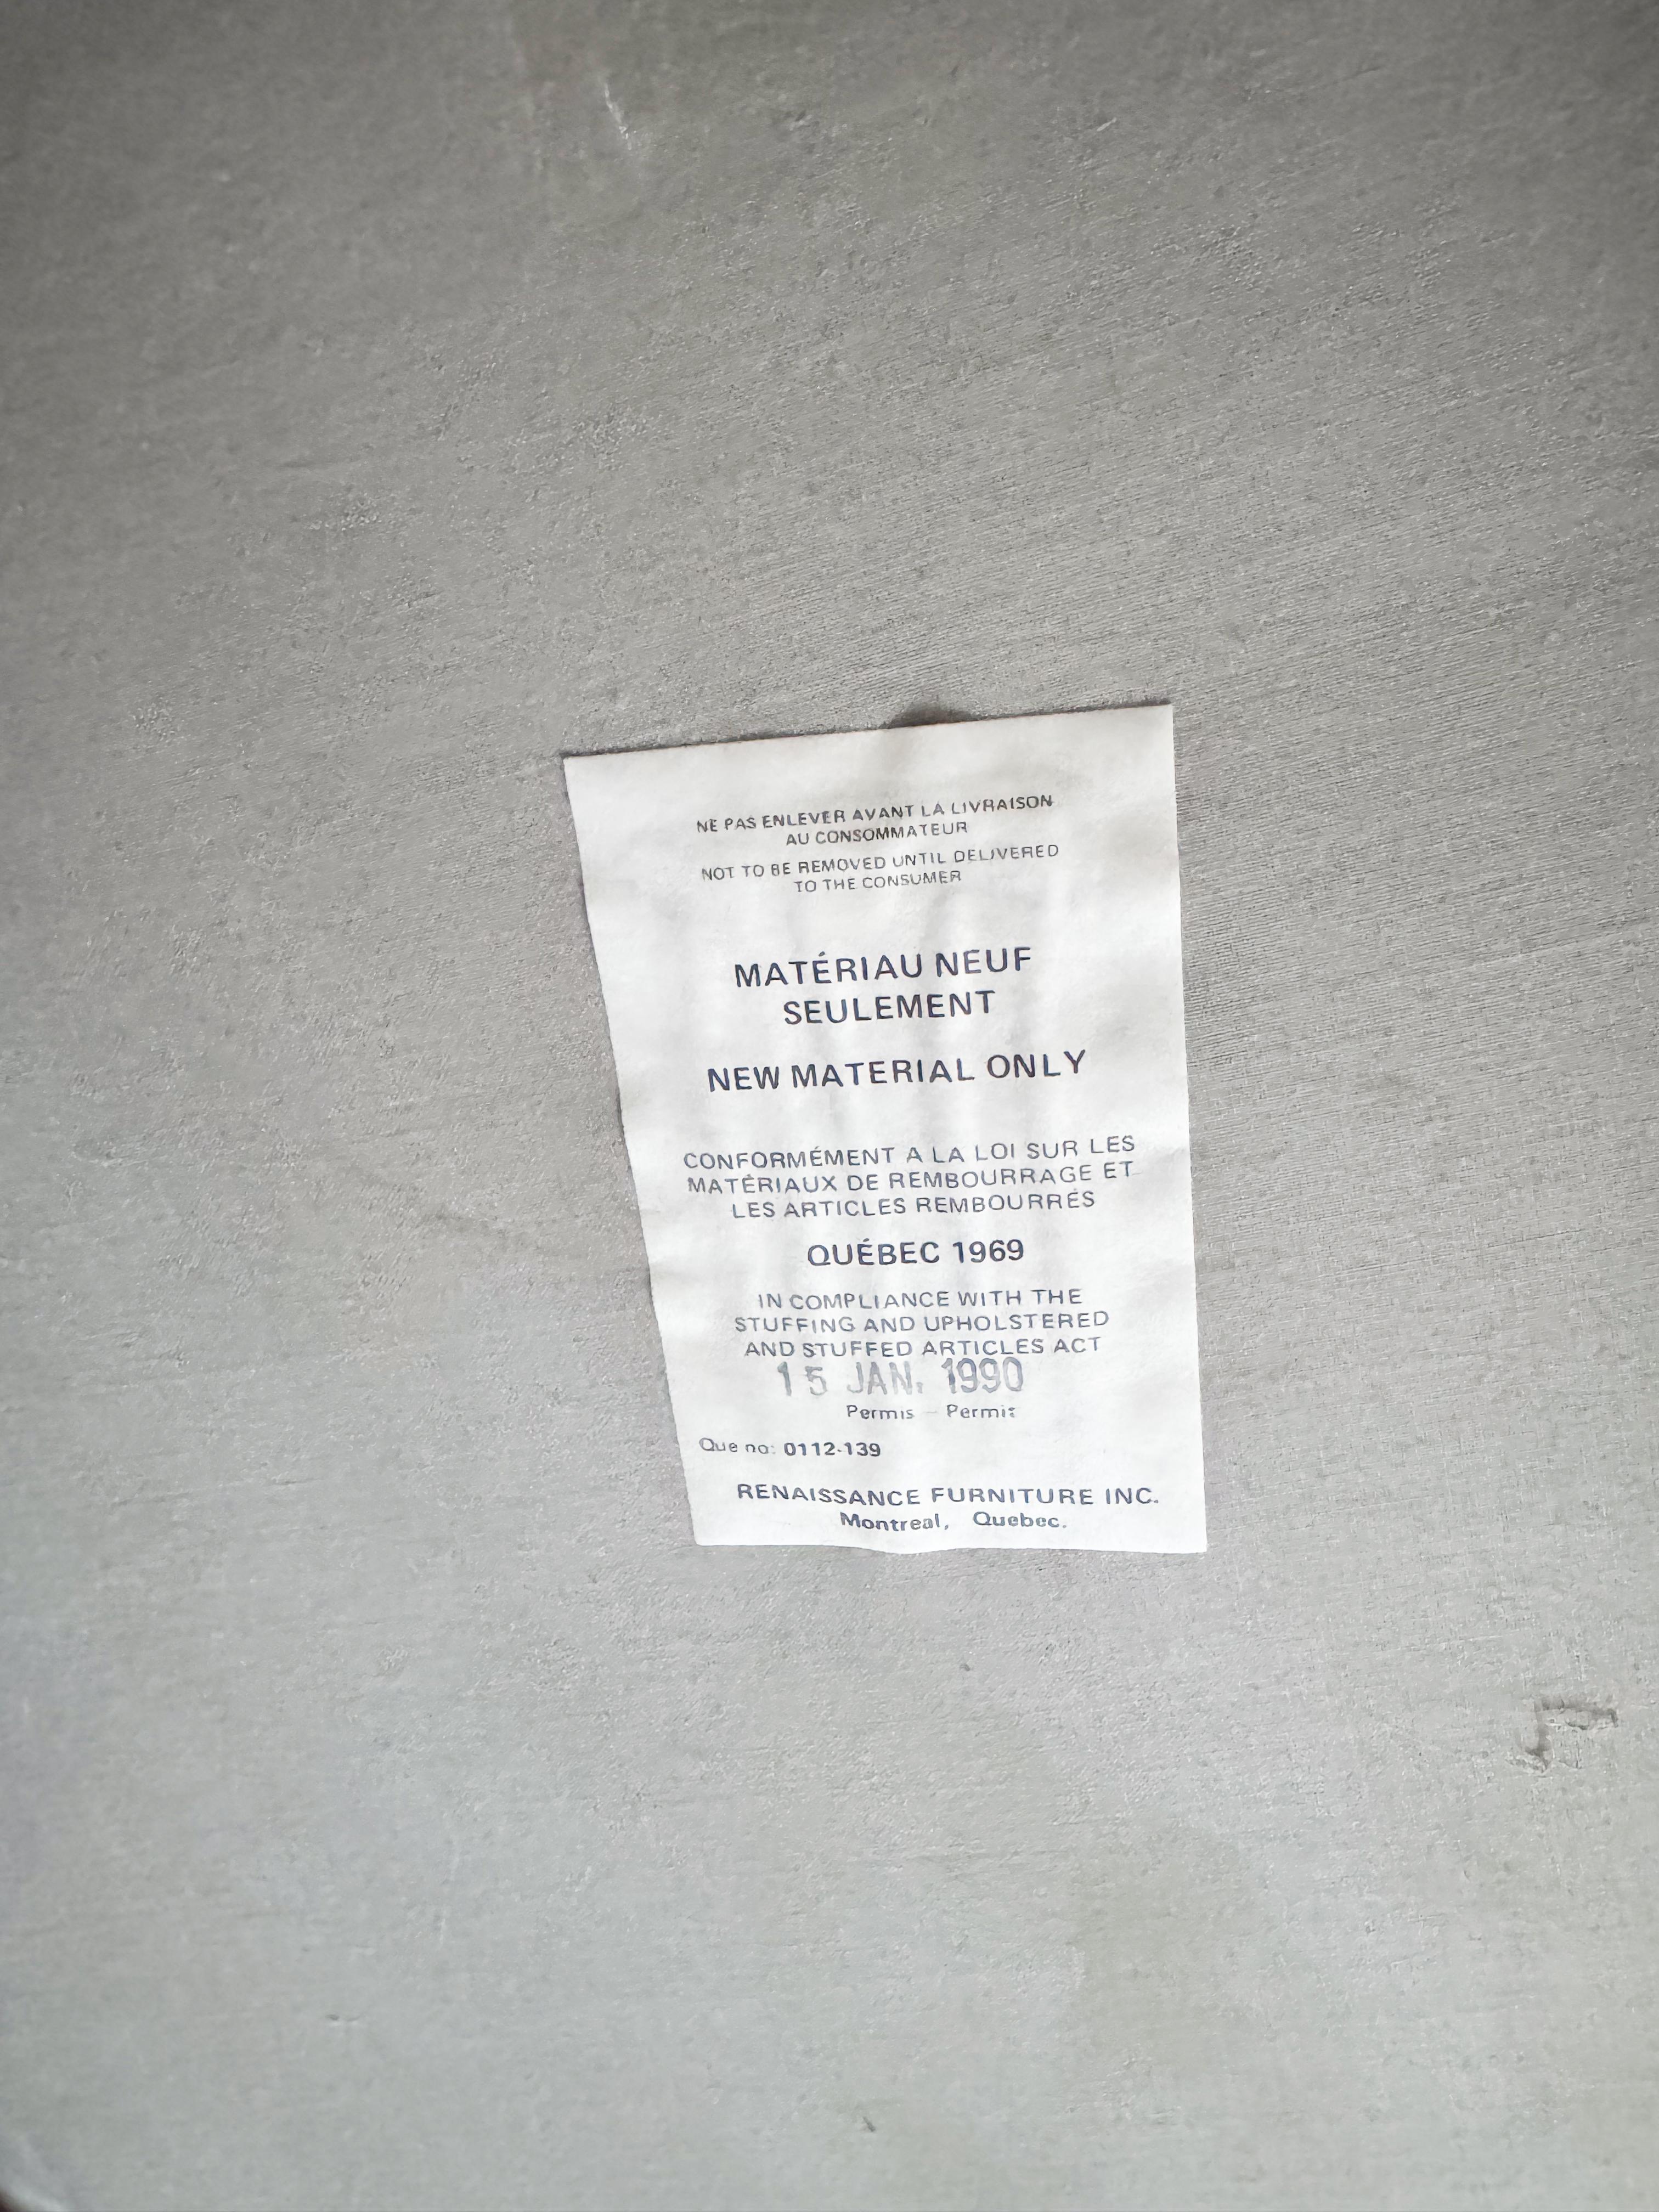 NE PAS ENLEVER AVANT LA LIVRAISON
AU CONSOMMATEUR
NOT TO BE REMOVED UNTIL DELIVERED
TO THE CONSUMER
MATÉRIAU NEUF
SEULEMENT
NEW MATERIAL ONLY
CONFORMÉMENT A LA LOI SUR LES
MATÉRIAUX DE REMBOURRAGE ET
LES ARTICLES REMBOURRÉS
QUÉBEC 1969
IN COMPLIANCE WITH THE
STUFFING AND UPHOLSTERED
AND STUFFED ARTICLES ACT
15 JAN. 1990
Permis - Permit
Que no: 0112-139
RENAISSANCE FURNITURE INC.
Montreal, Quebec.